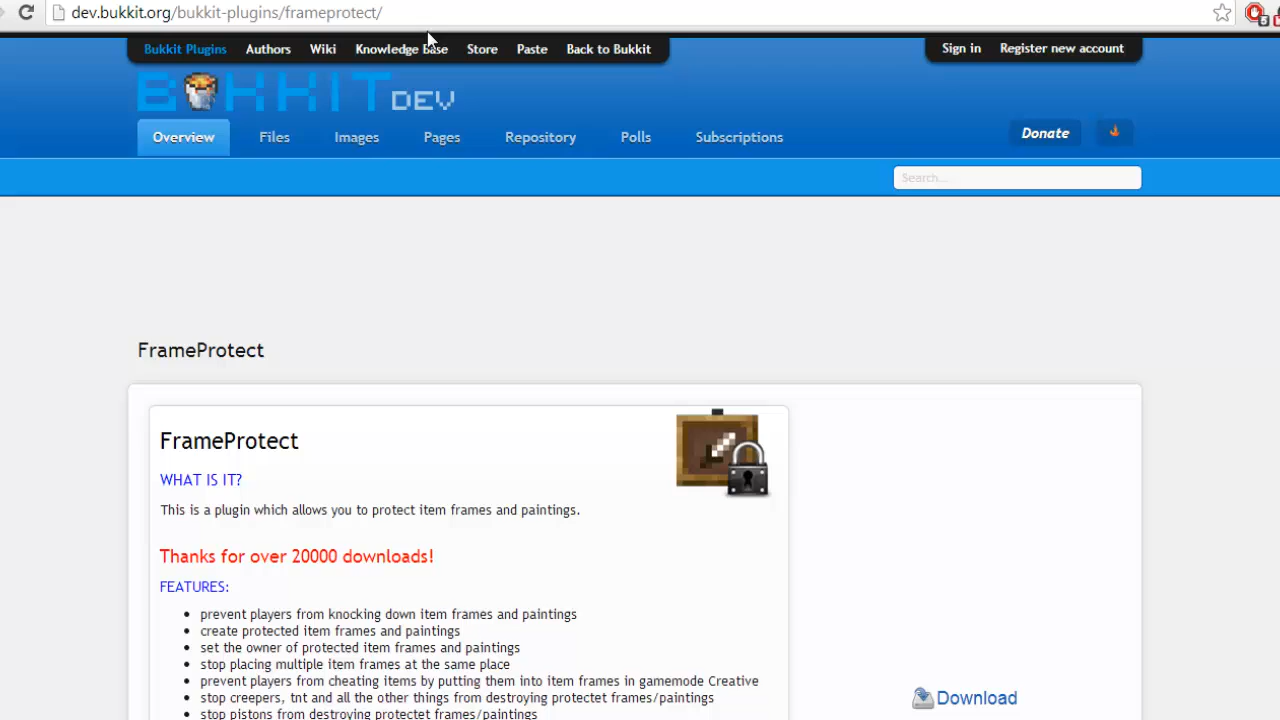 dev.bukkit.org/bukkit-plugins/frameprotect/
Bukkit Plugins Authors Wiki Knowledge Base Store Paste Back to Bukkit Sign in Register new account
BUKKIT DEV
Overview Files Images Pages Repository Polls Subscriptions Donate
Search...
FrameProtect
FrameProtect
WHAT IS IT?
This is a plugin which allows you to protect item frames and paintings.
Thanks for over 20000 downloads!
FEATURES:
prevent players from knocking down item frames and paintings
create protected item frames and paintings
set the owner of protected item frames and paintings
stop placing multiple item frames at the same place
prevent players from cheating items by putting them into item frames in gamemode Creative
stop creepers, tnt and all the other things from destroying protectet frames/paintings
stop pistons from destroying protectet frames/paintings
Download